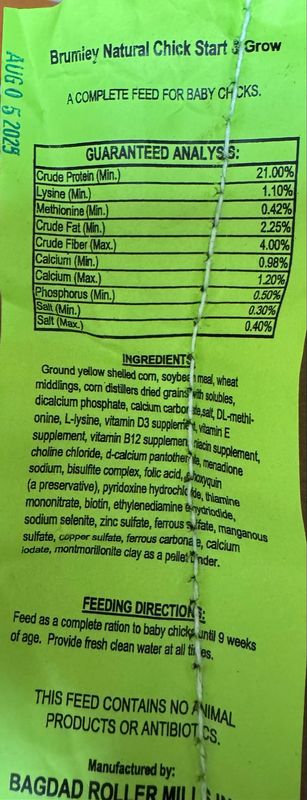 AUG 05 2025
Brumley Natural Chick Start & Grow
A COMPLETE FEED FOR BABY CHICKS.
GUARANTEED ANALYSIS:
Crude Protein (Min.) 21.00%
Lysine (Min.) 1.10%
Methionine (Min.) 0.42%
Crude Fat (Min.) 2.25%
Crude Fiber (Max.) 4.00%
Calcium (Min.) 0.98%
Calcium (Max.) 1.20%
Phosphorus (Min.) 0.50%
Salt (Min.) 0.30%
Salt (Max.) 0.40%
INGREDIENTS
Ground yellow shelled corn, soybean meal, wheat
middlings, corn distillers dried grains with solubles,
dicalcium phosphate, calcium carbonate, salt, DL-methi-
onine, L-lysine, vitamin D3 supplement, vitamin E
supplement, vitamin B12 supplement, niacin supplement,
choline chloride, d-calcium pantothenate, menadione
sodium, bisulfite complex, folic acid, ethoxyquin
(a preservative), pyridoxine hydrochloride, thiamine
mononitrate, biotin, ethylenediamine dihydriodide,
sodium selenite, zinc sulfate, ferrous sulfate, manganous
sulfate, copper sulfate, ferrous carbonate, calcium
iodate, montmorillonite clay as a pellet binder.
FEEDING DIRECTIONS:
Feed as a complete ration to baby chicks until 9 weeks
of age. Provide fresh clean water at all times.
THIS FEED CONTAINS NO ANIMAL
PRODUCTS OR ANTIBIOTICS.
Manufactured by:
BAGDAD ROLLER MILLS IN